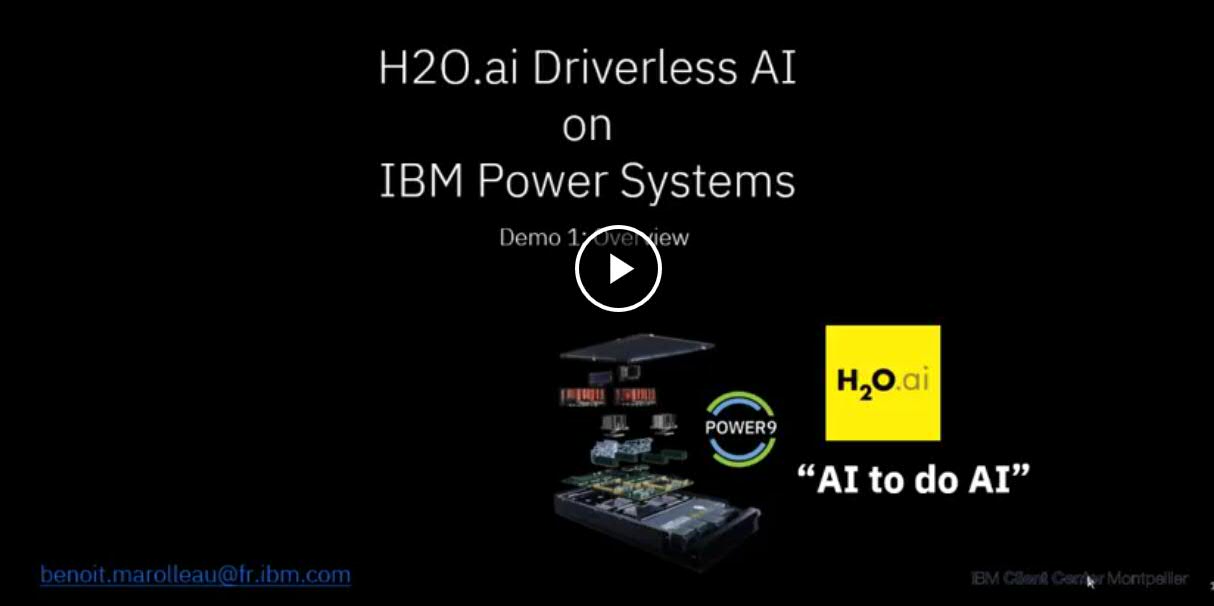 H2O.ai Driverless AI
on
IBM Power Systems
Demo 1: Overview
POWER9
H2O.ai
“AI to do AI”
benoit.marolleau@fr.ibm.com
IBM Client Center Montpellier